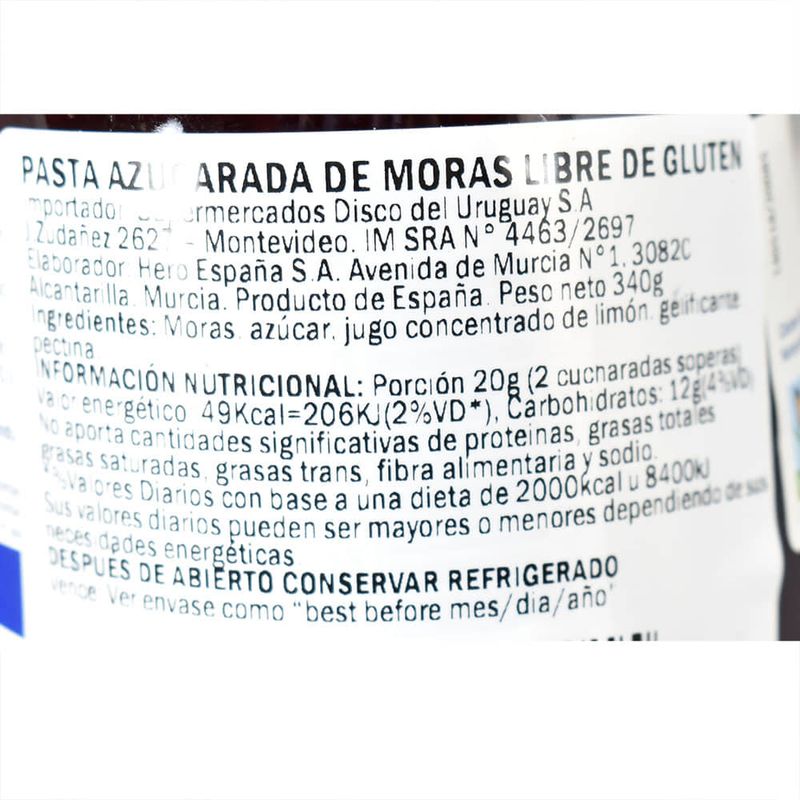 PASTA AZUCARADA DE MORAS LIBRE DE GLUTEN
Importador Supermercados Disco del Uruguay S.A
J. Zudañez 2627 - Montevideo. IM SRA N° 4463/2697
Elaborador. Hero España S.A. Avenida de Murcia N°1, 3082C
Alcantarilla. Murcia. Producto de España. Peso neto 340g
Ingredientes: Moras. azúcar, jugo concentrado de limón. gelificante
pectina
INFORMACIÓN NUTRICIONAL: Porción 20g (2 cucharadas soperas)
Valor energético 49Kcal=206KJ(2%VD*), Carbohidratos: 12g(4%VD)
No aporta cantidades significativas de proteinas, grasas totales
grasas saturadas, grasas trans, fibra alimentaria y sodio.
Valores Diarios con base a una dieta de 2000kcal u 8400kJ
Sus valores diarios pueden ser mayores o menores dependiendo de sus
necesidades energéticas
DESPUES DE ABIERTO CONSERVAR REFRIGERADO
vence Ver envase como "best before mes/dia/año"